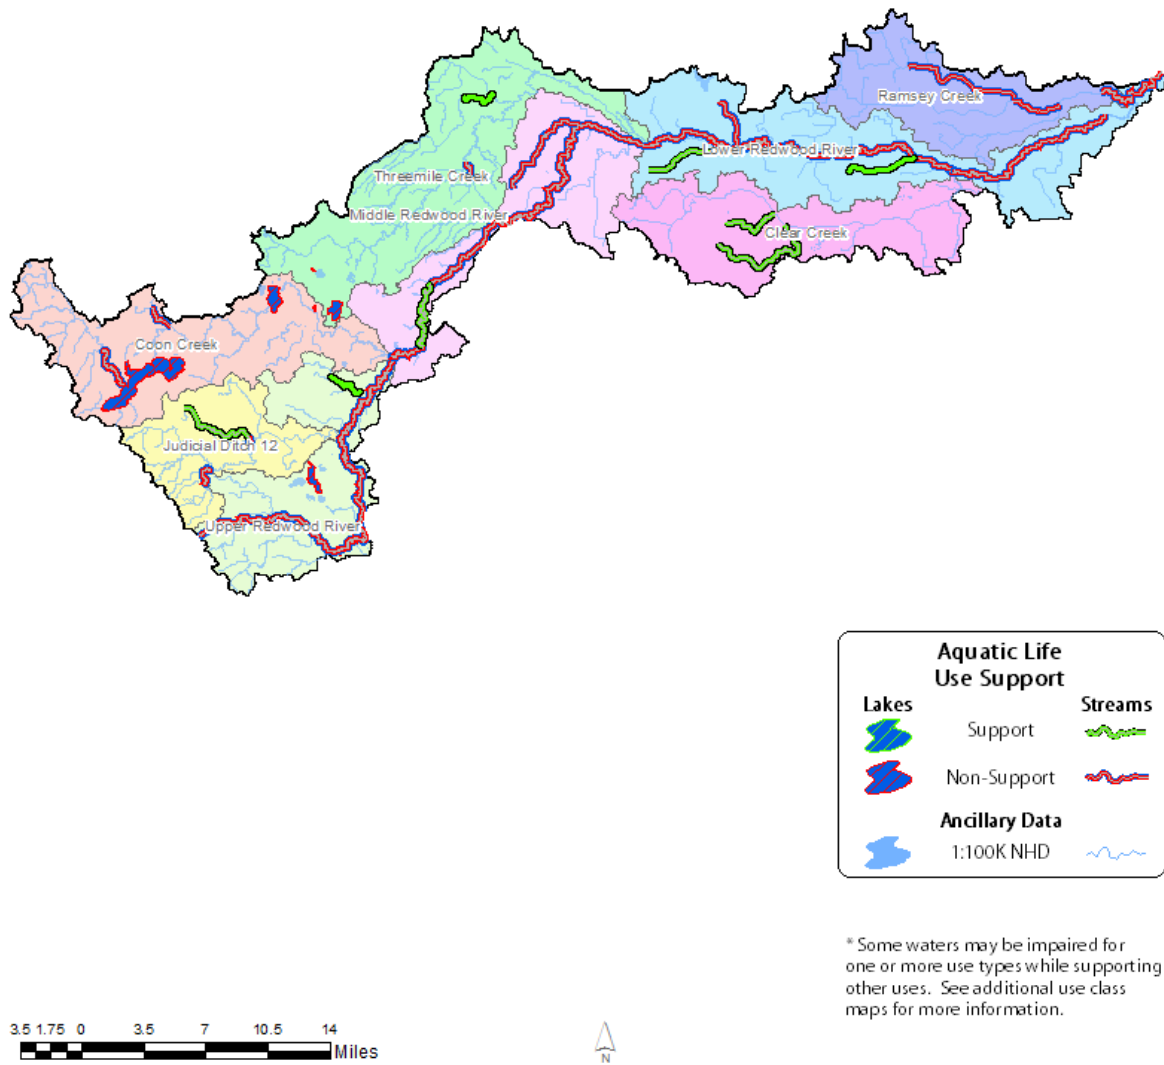 Ramsey Creek
Lower Redwood River
Threemile Creek
Middle Redwood River
Clear Creek
Coon Creek
Judicial Ditch 12
Upper Redwood River
Aquatic Life
Use Support
Lakes Streams
Support
Non-Support
Ancillary Data
1:100K NHD
* Some waters may be impaired for
one or more use types while supporting
other uses. See additional use class
maps for more information.
3.5 1.75 0 3.5 7 10.5 14
Miles
N